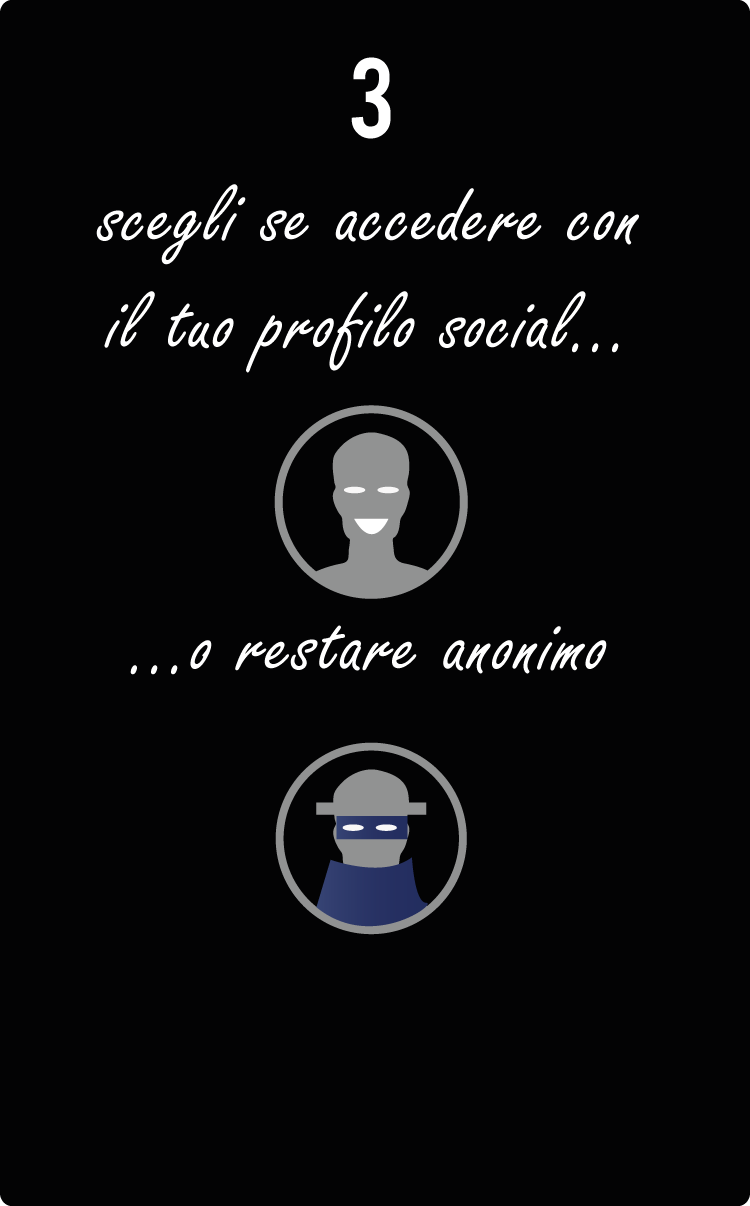 3
scegli se accedere con
il tuo profilo social...
...o restare anonimo